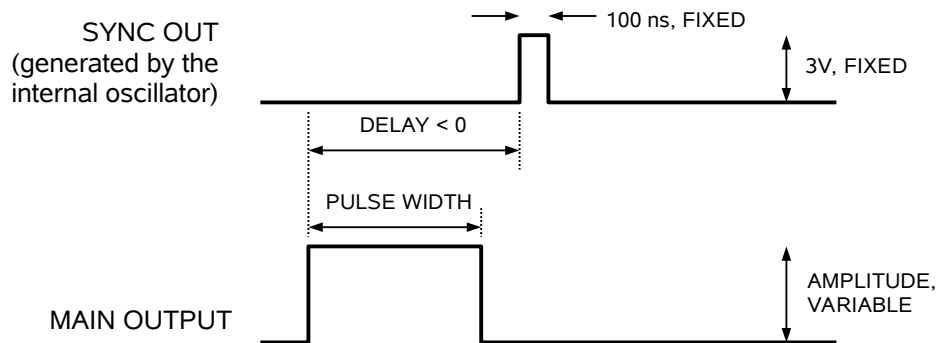 100 ns, FIXED
SYNC OUT
(generated by the
internal oscillator)
3V, FIXED
DELAY < 0
PULSE WIDTH
AMPLITUDE,
VARIABLE
MAIN OUTPUT